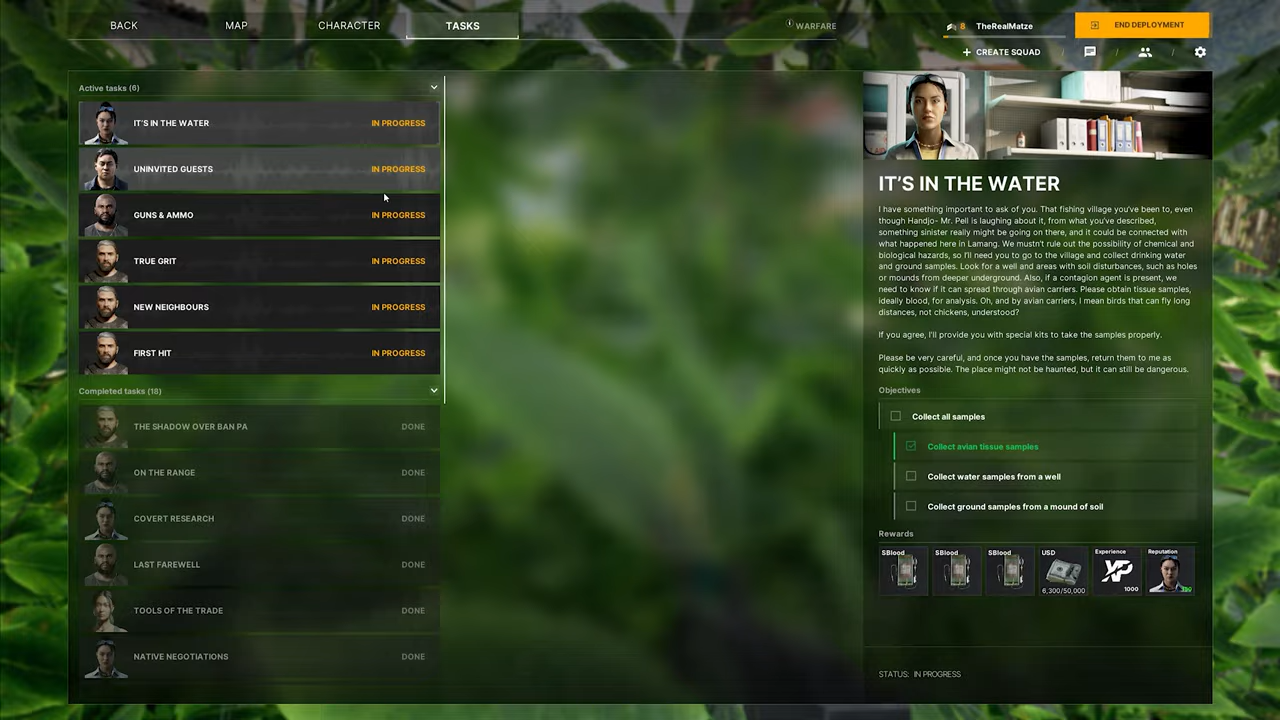 BACK
MAP
CHARACTER
TASKS
WARFARE
8 TheRealMatze
END DEPLOYMENT
CREATE SQUAD
Active tasks (6)
IT'S IN THE WATER IN PROGRESS
UNINVITED GUESTS IN PROGRESS
GUNS & AMMO IN PROGRESS
TRUE GRIT IN PROGRESS
NEW NEIGHBOURS IN PROGRESS
FIRST HIT IN PROGRESS
Completed tasks (18)
THE SHADOW OVER BAN PA DONE
ON THE RANGE DONE
COVERT RESEARCH DONE
LAST FAREWELL DONE
TOOLS OF THE TRADE DONE
NATIVE NEGOTIATIONS DONE
IT'S IN THE WATER
I have something important to ask of you. That fishing village you've been to, even
though Handjo- Mr. Pell is laughing about it, from what you've described,
something sinister really might be going on there, and it could be connected with
what happened here in Lamang. We mustn't rule out the possibility of chemical and
biological hazards, so I'll need you to go to the village and collect drinking water
and ground samples. Look for a well and areas with soil disturbances, such as holes
or mounds from deeper underground. Also, if a contagion agent is present, we
need to know if it can spread through avian carriers. Please obtain tissue samples,
ideally blood, for analysis. Oh, and by avian carriers, I mean birds that can fly long
distances, not chickens, understood?
If you agree, I'll provide you with special kits to take the samples properly.
Please be very careful, and once you have the samples, return them to me as
quickly as possible. The place might not be haunted, but it can still be dangerous.
Objectives
Collect all samples
Collect avian tissue samples
Collect water samples from a well
Collect ground samples from a mound of soil
Rewards
SBlood
SBlood
SBlood
USD
6,300/50,000
Experience
XP
1000
Reputation
STATUS: IN PROGRESS